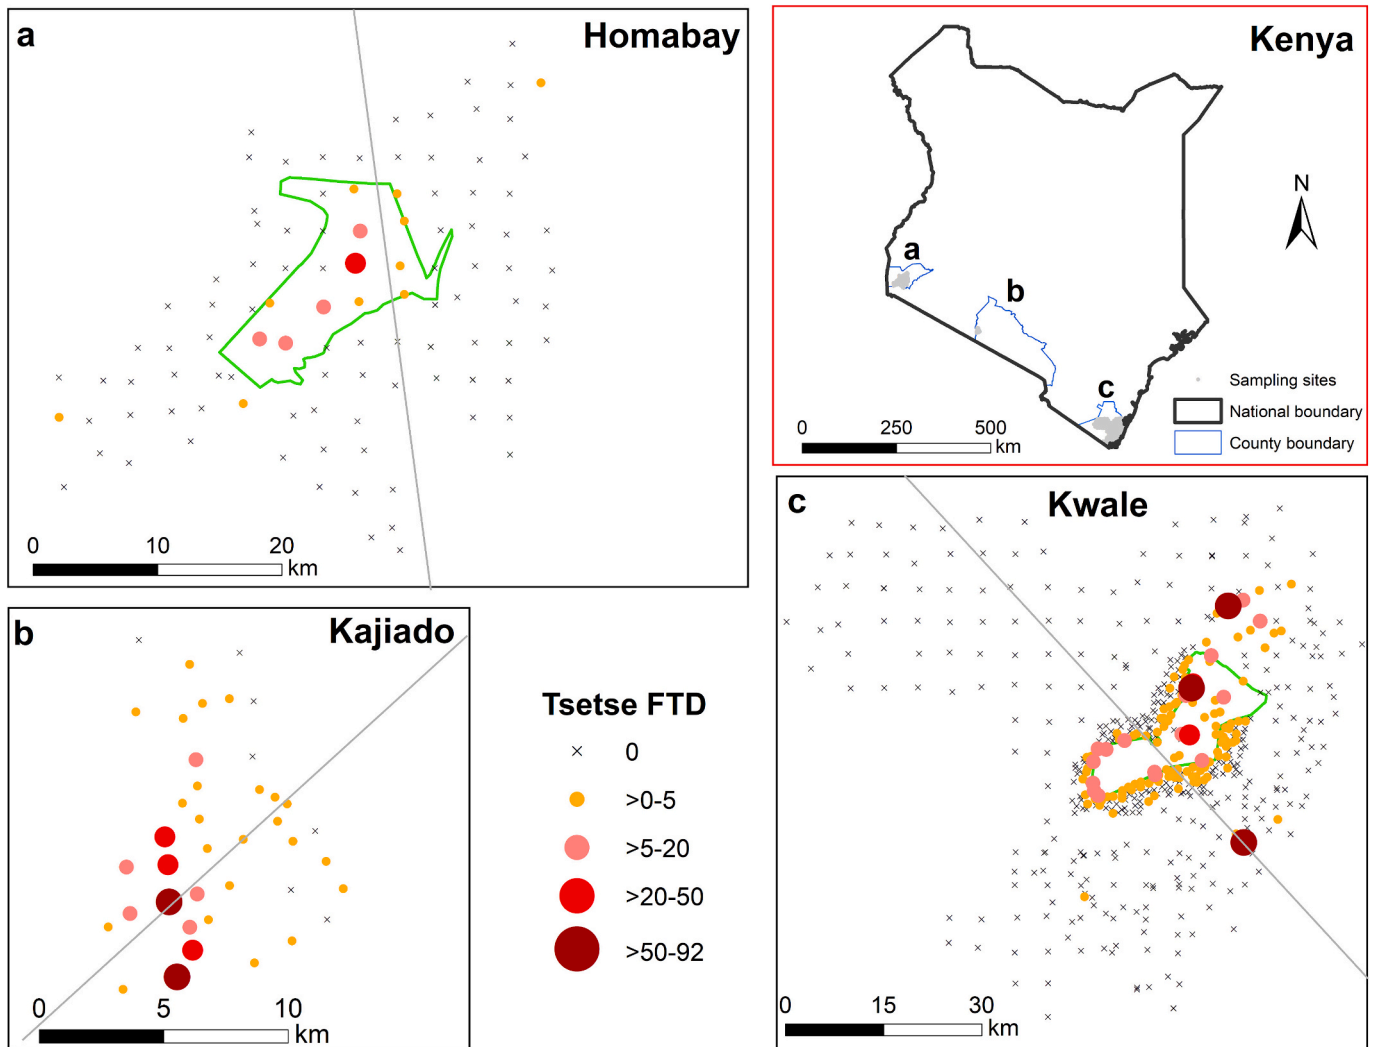 a
Homabay
0 10 20
km
Kenya
N
a
b
c
0 250 500
km
Sampling sites
National boundary
County boundary
b
Kajiado
0 5 10
km
Tsetse FTD
0
>0-5
>5-20
>20-50
>50-92
c
Kwale
0 15 30
km